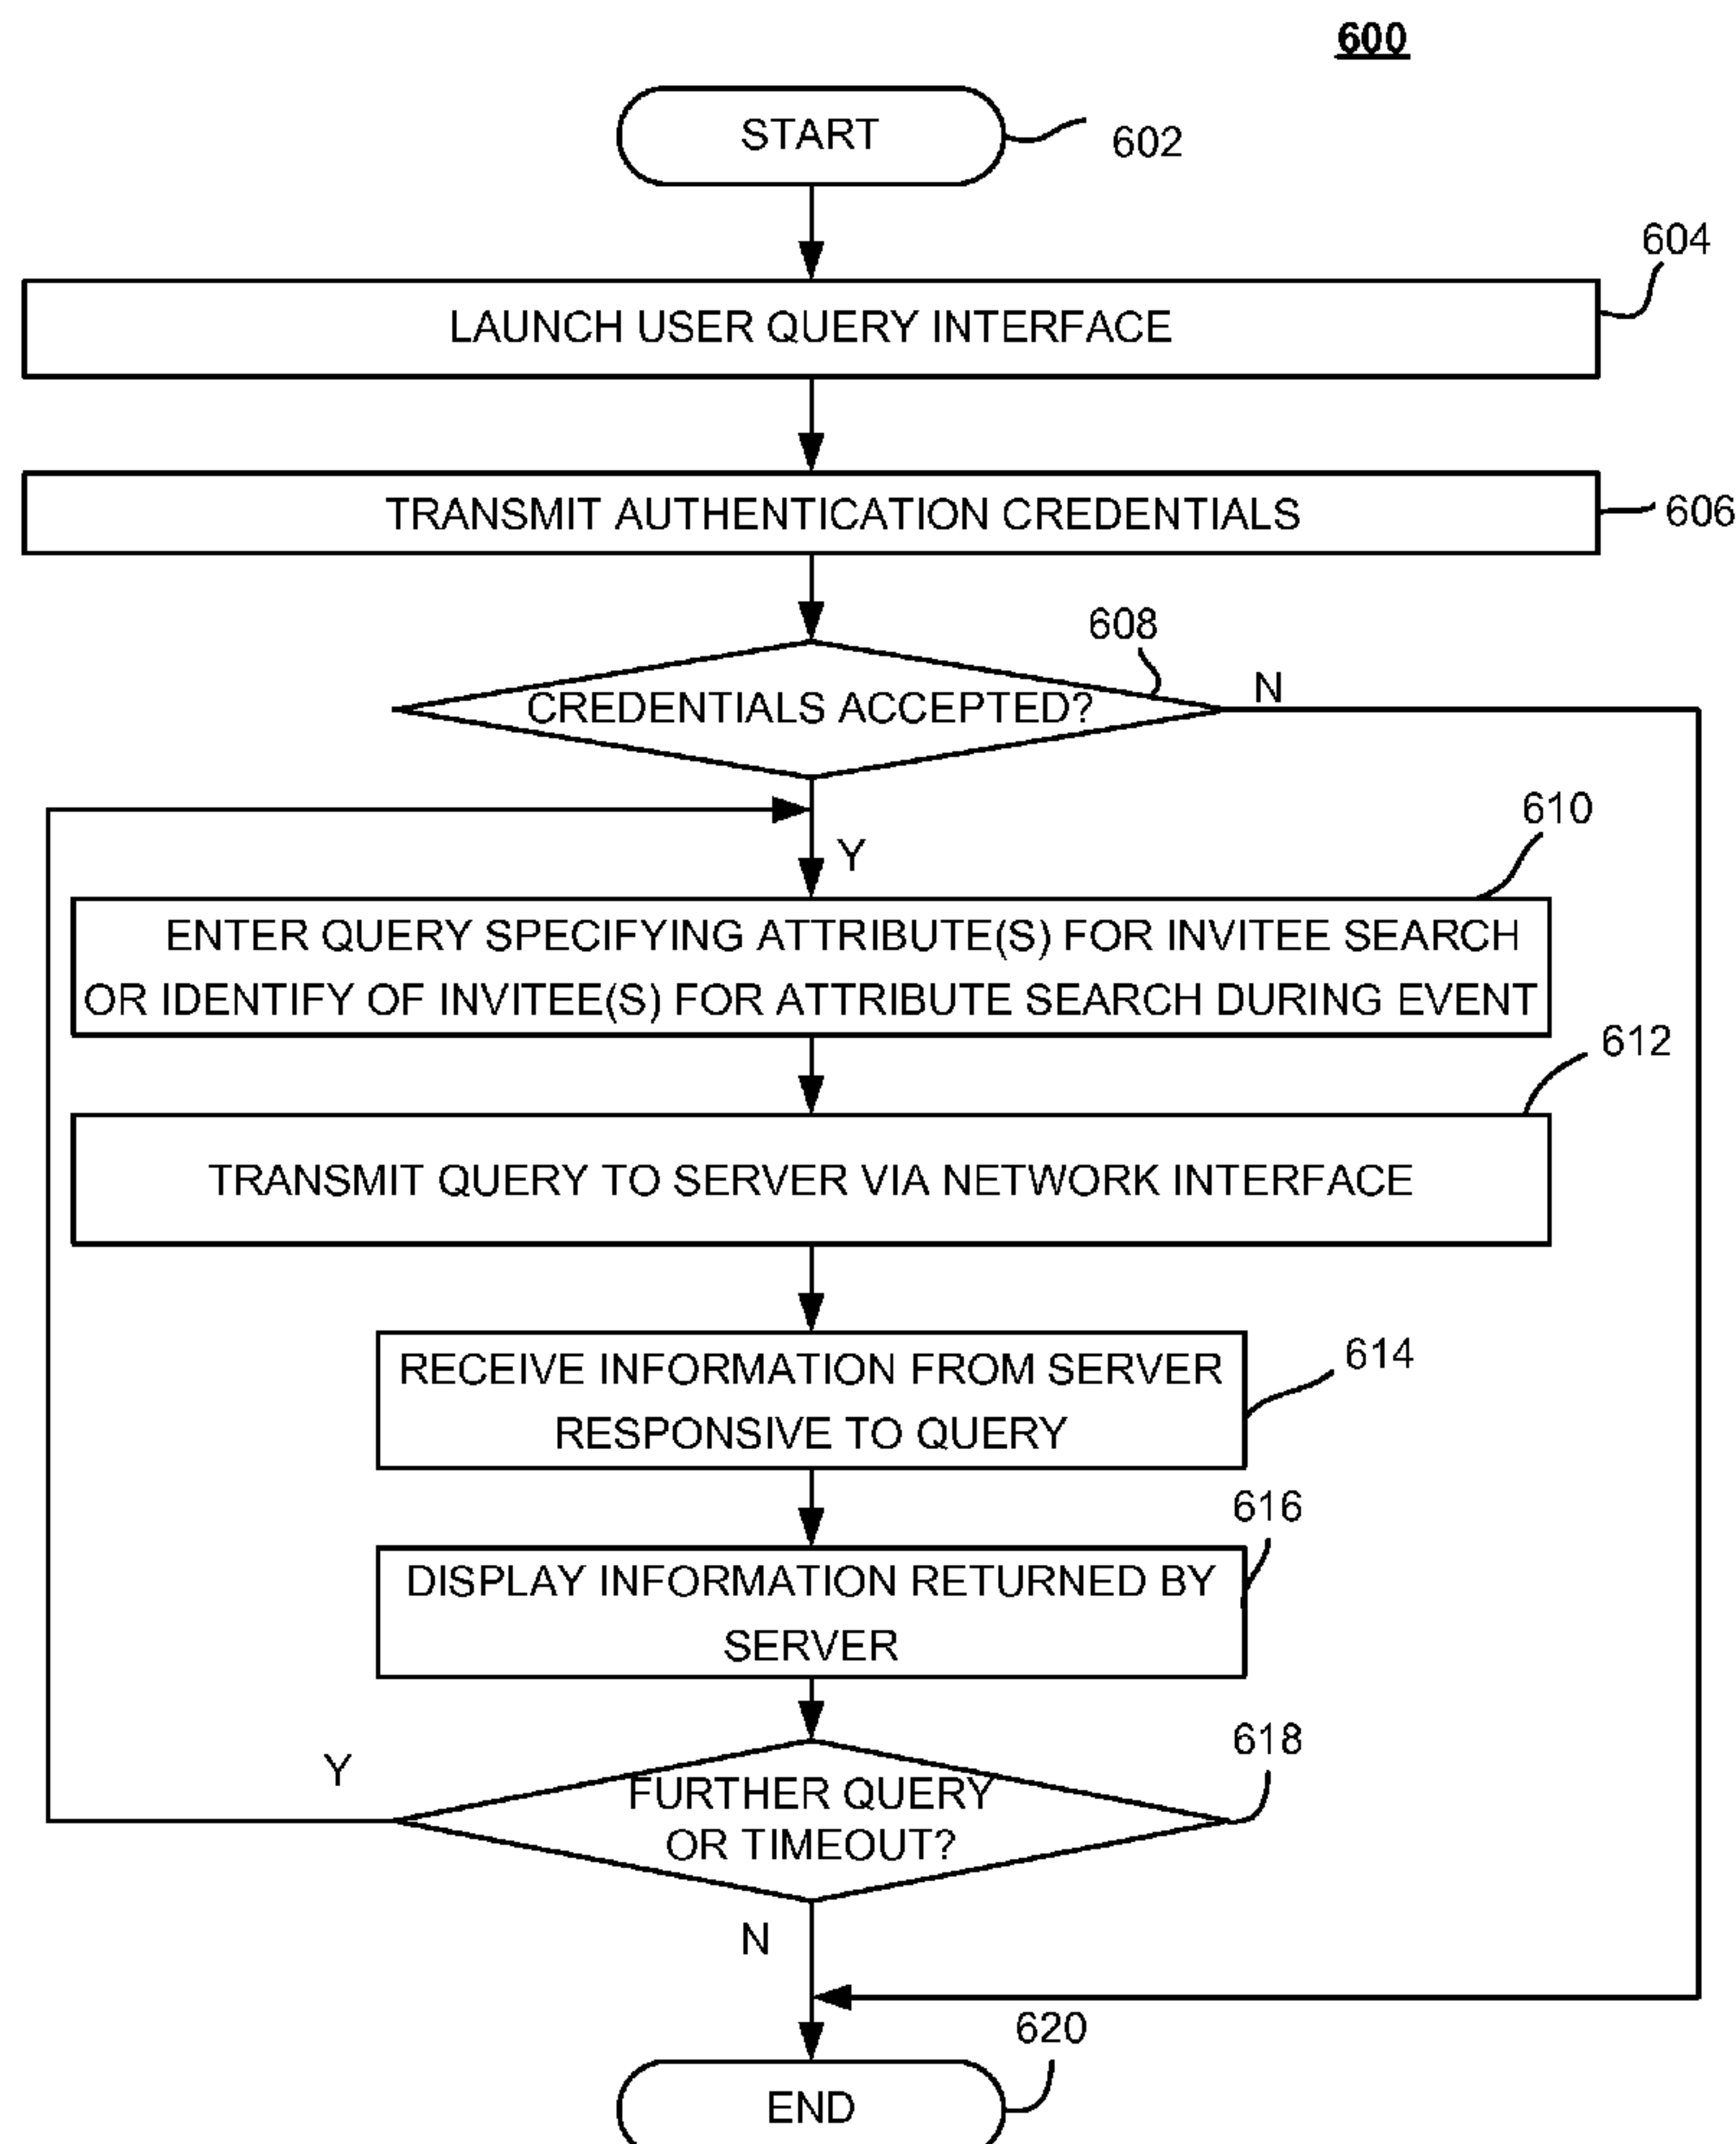 600
START
602
604
LAUNCH USER QUERY INTERFACE
TRANSMIT AUTHENTICATION CREDENTIALS
606
608
N
CREDENTIALS ACCEPTED?
610
Y
ENTER QUERY SPECIFYING ATTRIBUTE(S) FOR INVITEE SEARCH
OR IDENTIFY OF INVITEE(S) FOR ATTRIBUTE SEARCH DURING EVENT
612
TRANSMIT QUERY TO SERVER VIA NETWORK INTERFACE
614
RECEIVE INFORMATION FROM SERVER
RESPONSIVE TO QUERY
616
DISPLAY INFORMATION RETURNED BY
SERVER
618
Y
FURTHER QUERY
OR TIMEOUT?
N
620
END